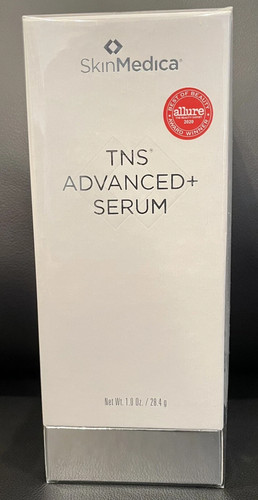 SkinMedica®
BEST OF BEAUTY
allure
2020
AWARD WINNER
TNS®
ADVANCED+
SERUM
Net Wt. 1.0 Oz. / 28.4 g